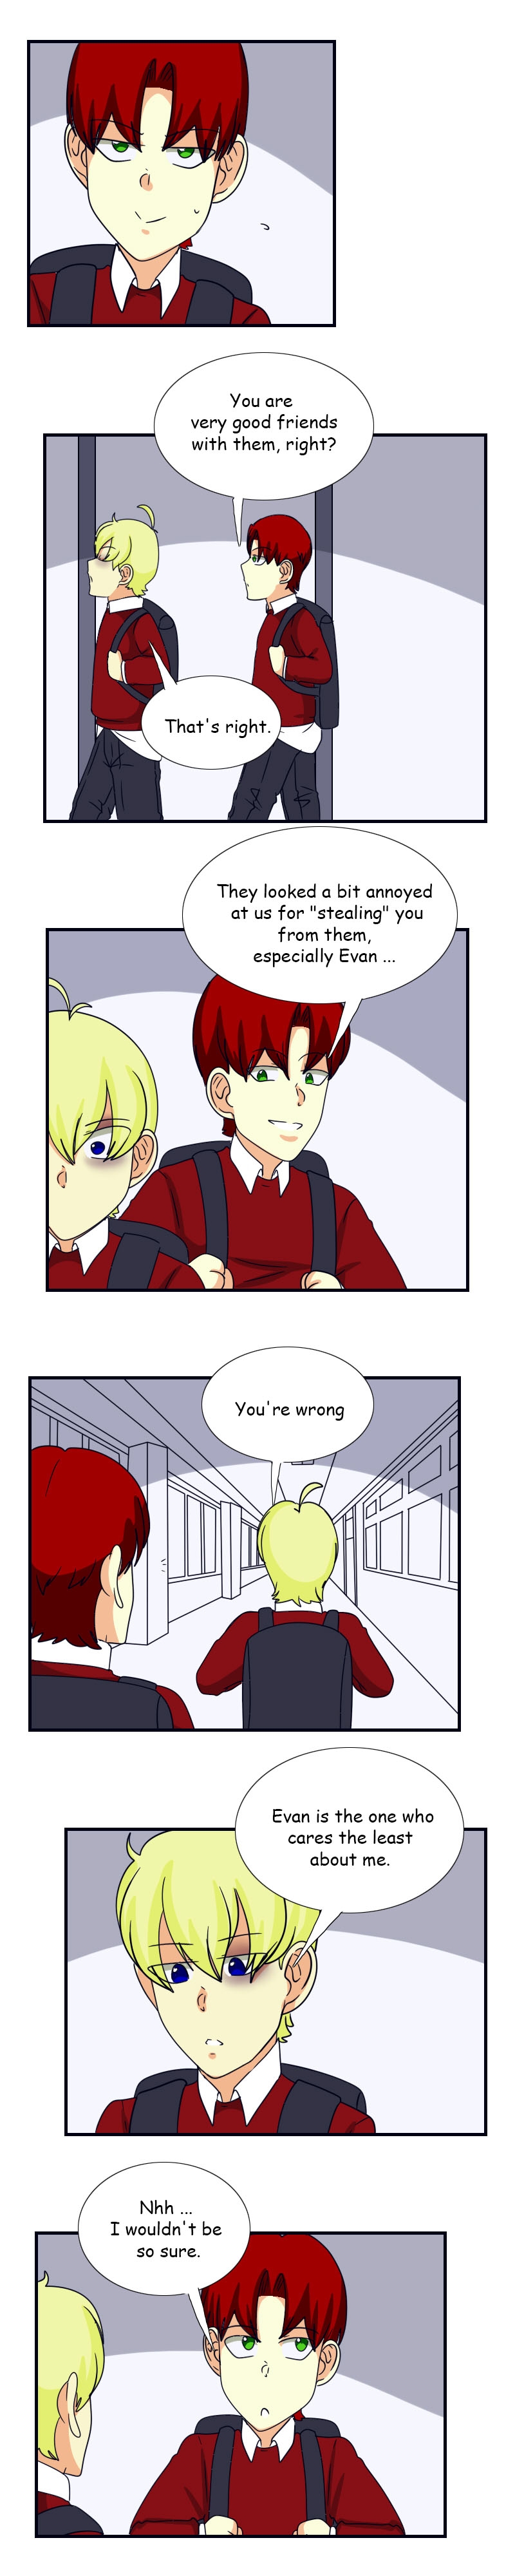 You are
very good friends
with them, right?
That's right.
They looked a bit annoyed
at us for "stealing" you
from them,
especially Evan ...
You're wrong
Evan is the one who
cares the least
about me.
Nhh ...
I wouldn't be
so sure.